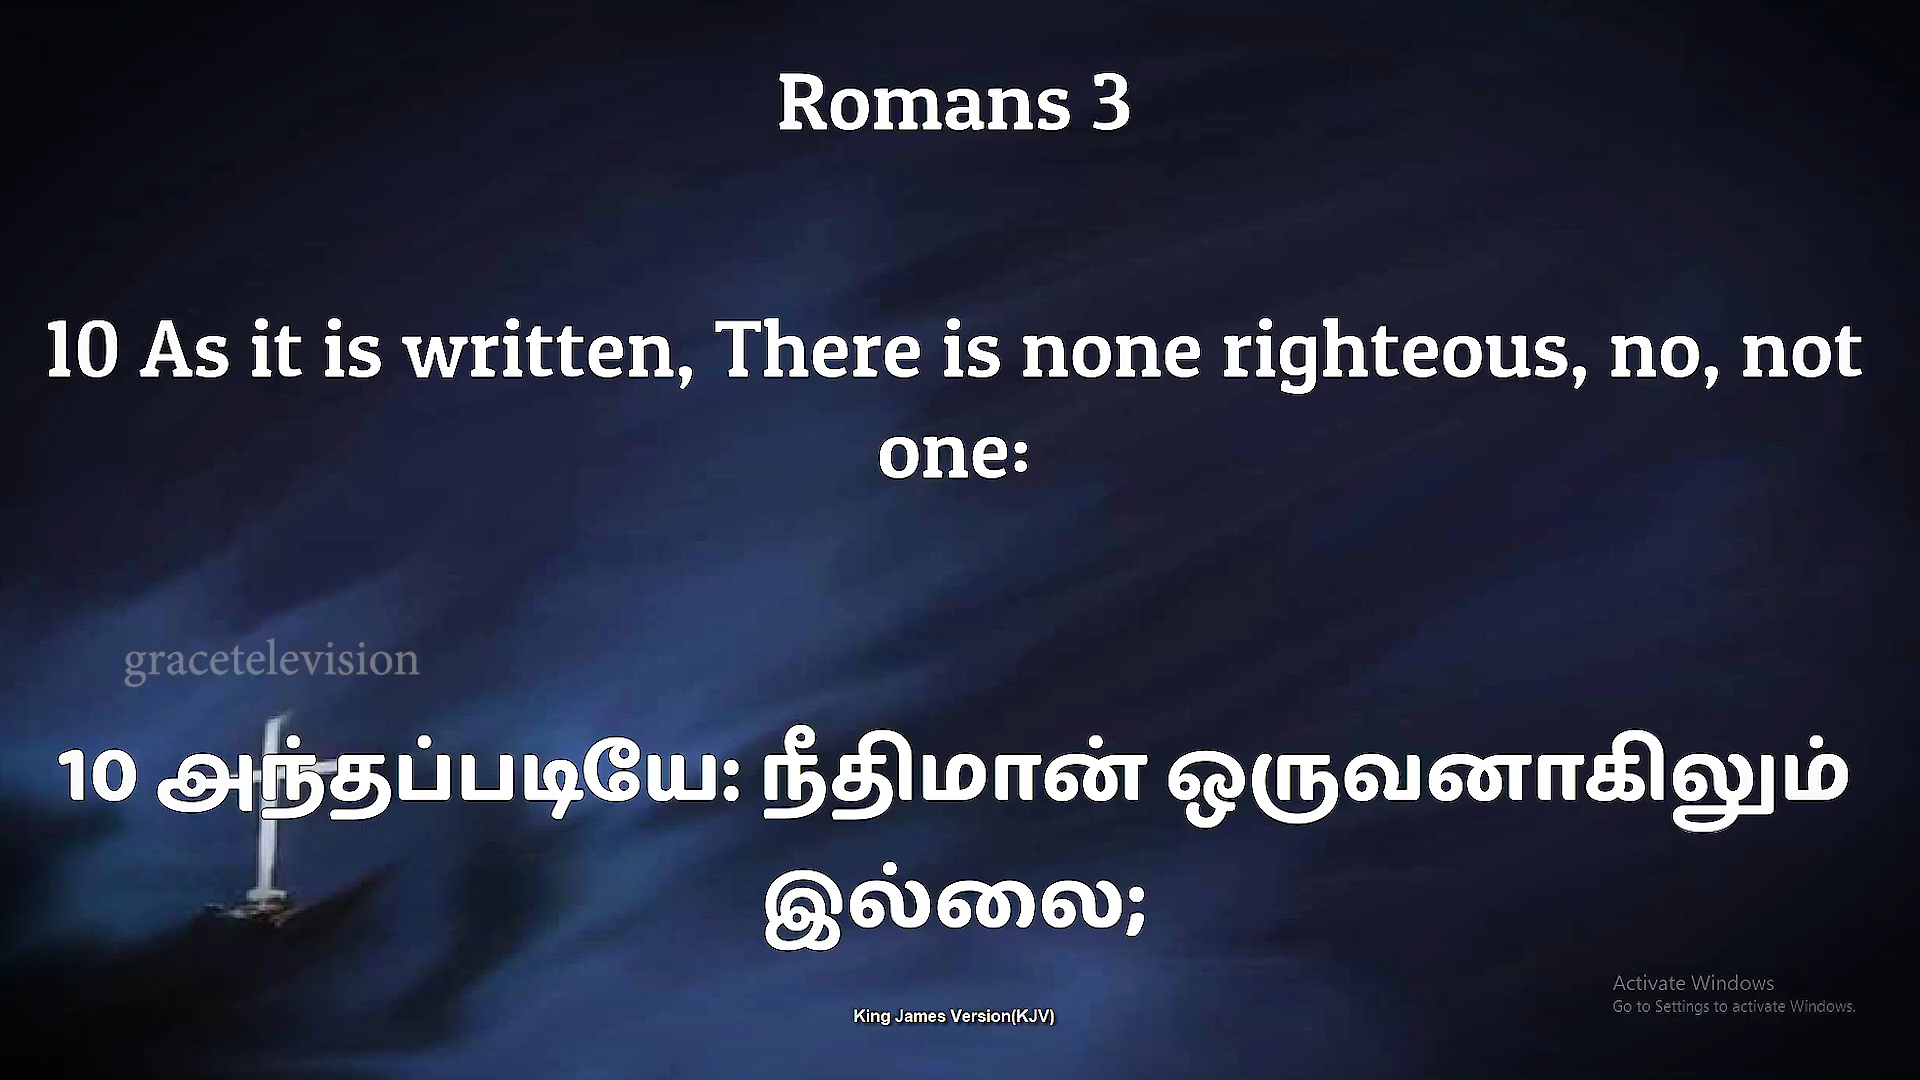 Romans 3
10 As it is written, There is none righteous, no, not
one:
gracetelevision
10 அந்தப்படியே: நீதிமான் ஒருவனாகிலும்
இல்லை;
Activate Windows
Go to Settings to activate Windows.
King James Version(KJV)